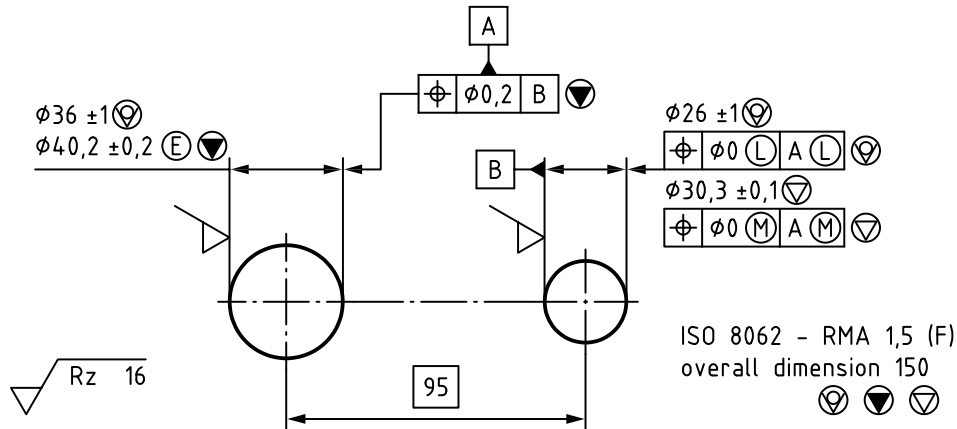 A
⌖ ⌀0,2 B
⌀36 ±1
⌀40,2 ±0,2 Ⓔ
⌀26 ±1
⌖ ⌀0 Ⓛ A Ⓛ
B
⌀30,3 ±0,1
⌖ ⌀0 Ⓜ A Ⓜ
ISO 8062 - RMA 1,5 (F)
overall dimension 150
Rz 16
95